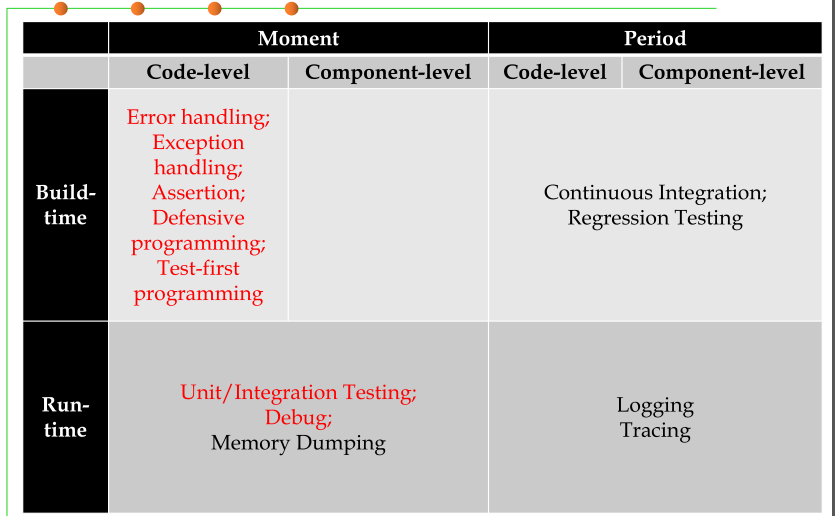 Moment
Period
Code-level
Component-level
Code-level
Component-level
Build-
time
Error handling;
Exception
handling;
Assertion;
Defensive
programming;
Test-first
programming
Continuous Integration;
Regression Testing
Run-
time
Unit/Integration Testing;
Debug;
Memory Dumping
Logging
Tracing